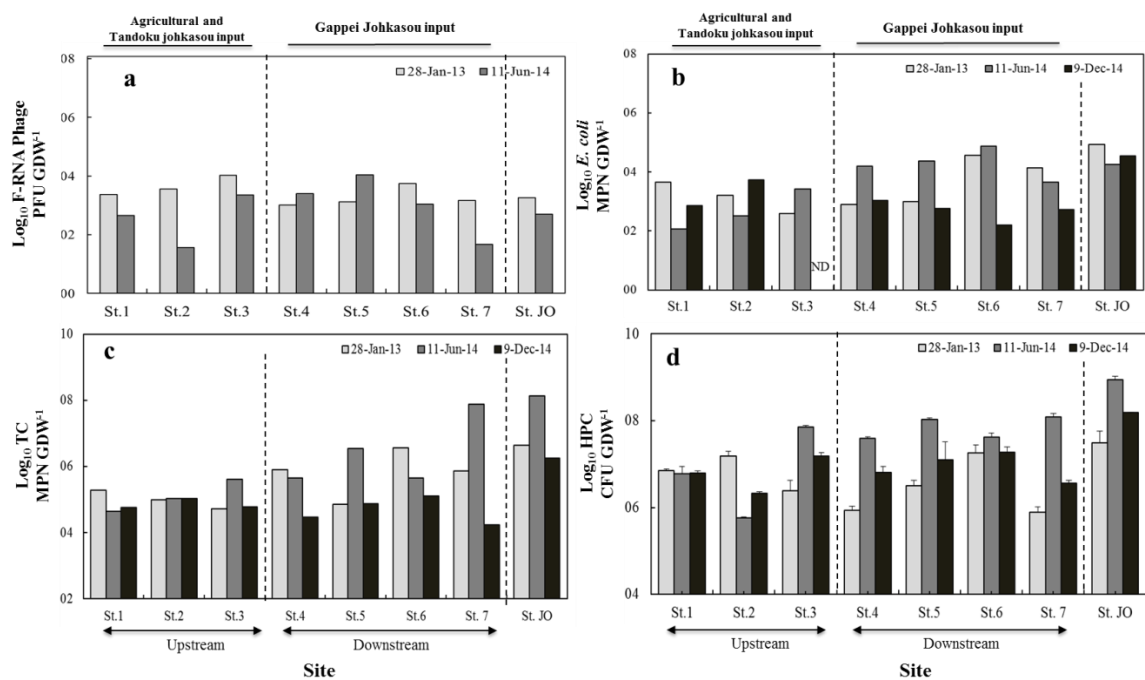 Agricultural and
Tandoku johkasou input
Gappei Johkasou input
a
28-Jan-13 11-Jun-14
Log10 F-RNA Phage
PFU GDW-1
08
06
04
02
00
St.1 St.2 St.3 St.4 St.5 St.6 St. 7 St. JO
Agricultural and
Tandoku johkasou input
Gappei Johkasou input
b
28-Jan-13 11-Jun-14 9-Dec-14
Log10 E. coli
MPN GDW-1
08
06
04
02
00
ND
St.1 St.2 St.3 St.4 St.5 St.6 St. 7 St. JO
c
28-Jan-13 11-Jun-14 9-Dec-14
Log10 TC
MPN GDW-1
10
08
06
04
02
St.1 St.2 St.3 St.4 St.5 St.6 St. 7 St. JO
Upstream Downstream
Site
d
28-Jan-13 11-Jun-14 9-Dec-14
Log10 HPC
CFU GDW-1
10
08
06
04
St.1 St.2 St.3 St.4 St.5 St.6 St. 7 St. JO
Upstream Downstream
Site